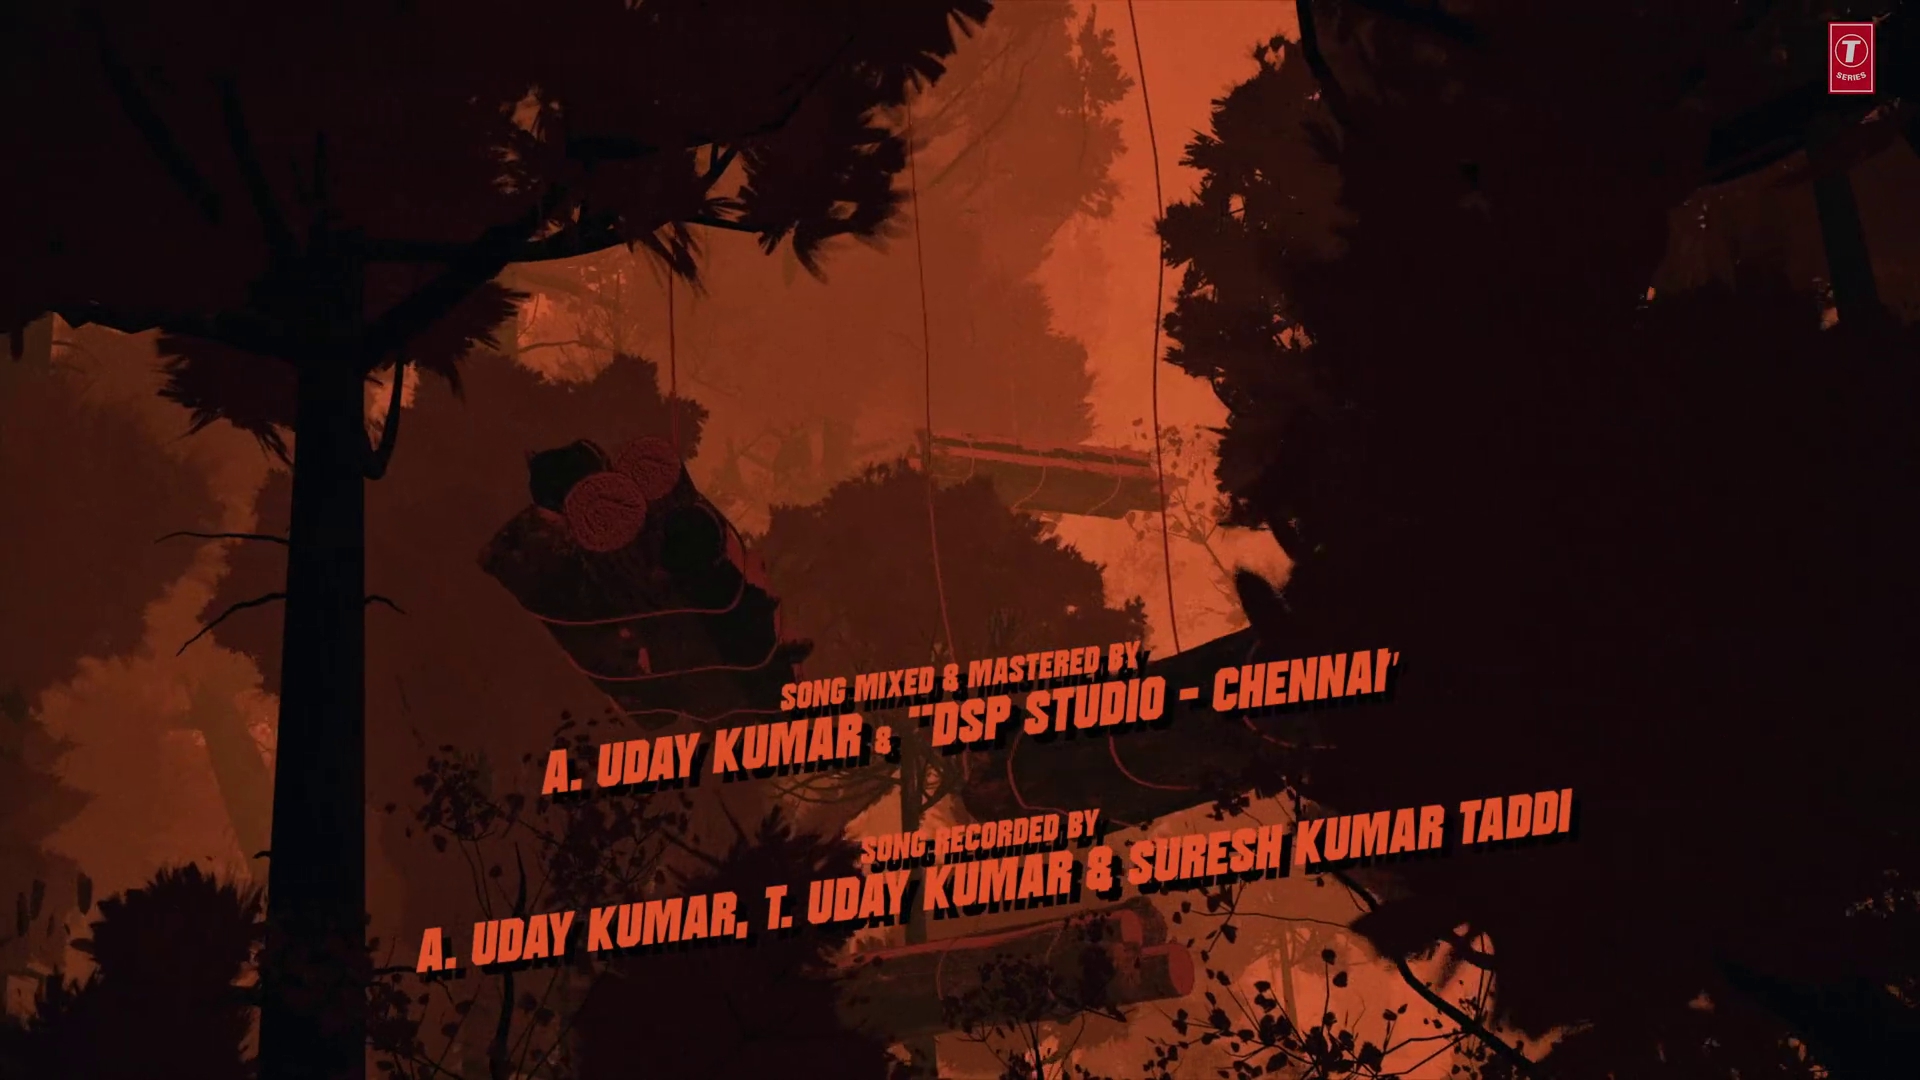 T
SERIES
SONG MIXED & MASTERED BY
A. UDAY KUMAR & "DSP STUDIO - CHENNAI"
SONG RECORDED BY
A. UDAY KUMAR, T. UDAY KUMAR & SURESH KUMAR TADDI